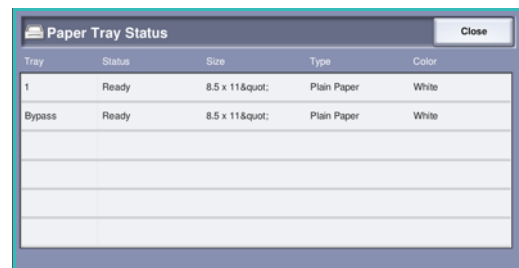 Paper Tray Status Close
Tray Status Size Type Color
1 Ready 8.5 x 11&quot; Plain Paper White
Bypass Ready 8.5 x 11&quot; Plain Paper White